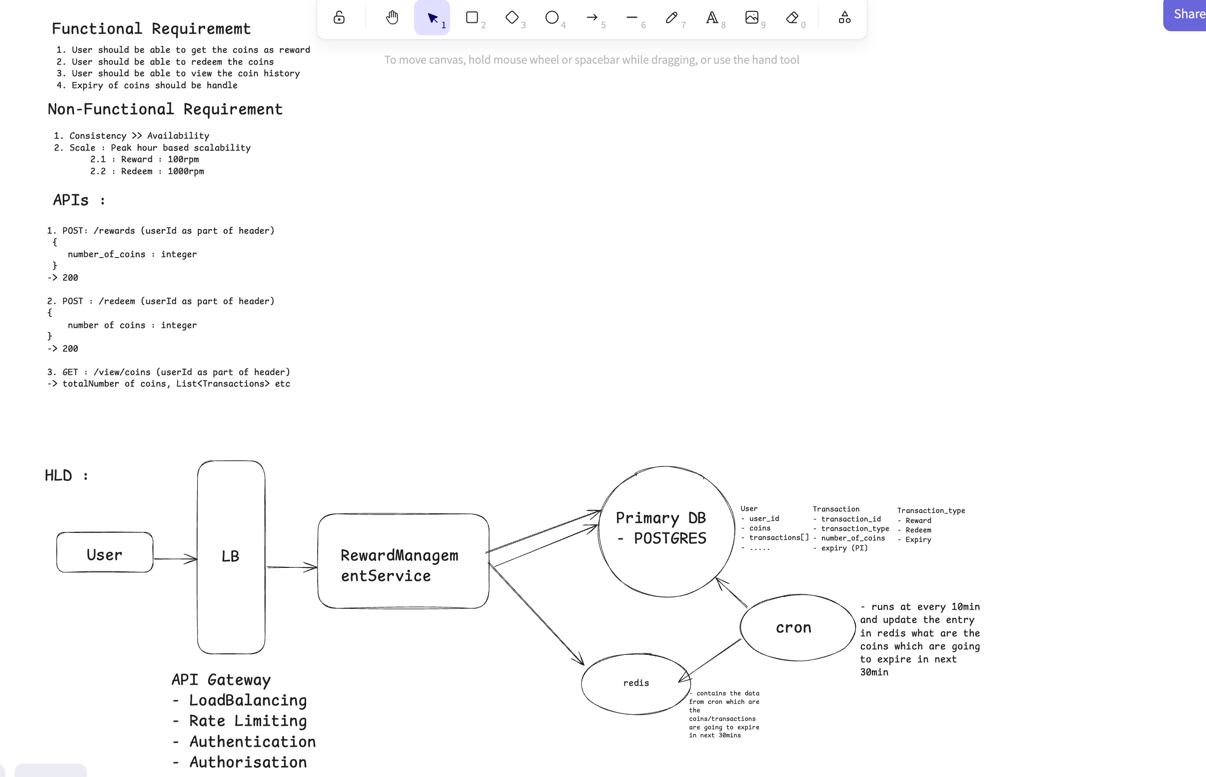 Share
1
2
3
4
5
6
7
8
9
0
To move canvas, hold mouse wheel or spacebar while dragging, or use the hand tool
Functional Requirememt
1. User should be able to get the coins as reward
2. User should be able to redeem the coins
3. User should be able to view the coin history
4. Expiry of coins should be handle
Non-Functional Requirement
1. Consistency >> Availability
2. Scale : Peak hour based scalability
2.1 : Reward : 100rpm
2.2 : Redeem : 1000rpm
APIs :
1. POST: /rewards (userId as part of header)
{
number_of_coins : integer
}
-> 200
2. POST : /redeem (userId as part of header)
{
number of coins : integer
}
-> 200
3. GET : /view/coins (userId as part of header)
-> totalNumber of coins, List<Transactions> etc
HLD :
User
LB
API Gateway
- LoadBalancing
- Rate Limiting
- Authentication
- Authorisation
RewardManagem
entService
Primary DB
- POSTGRES
User
- user_id
- coins
- transactions[]
- .....
Transaction
- transaction_id
- transaction_type
- number_of_coins
- expiry (PI)
Transaction_type
- Reward
- Redeem
- Expiry
cron
- runs at every 10min
and update the entry
in redis what are the
coins which are going
to expire in next
30min
redis
- contains the data
from cron which are
the
coins/transactions
are going to expire
in next 30mins